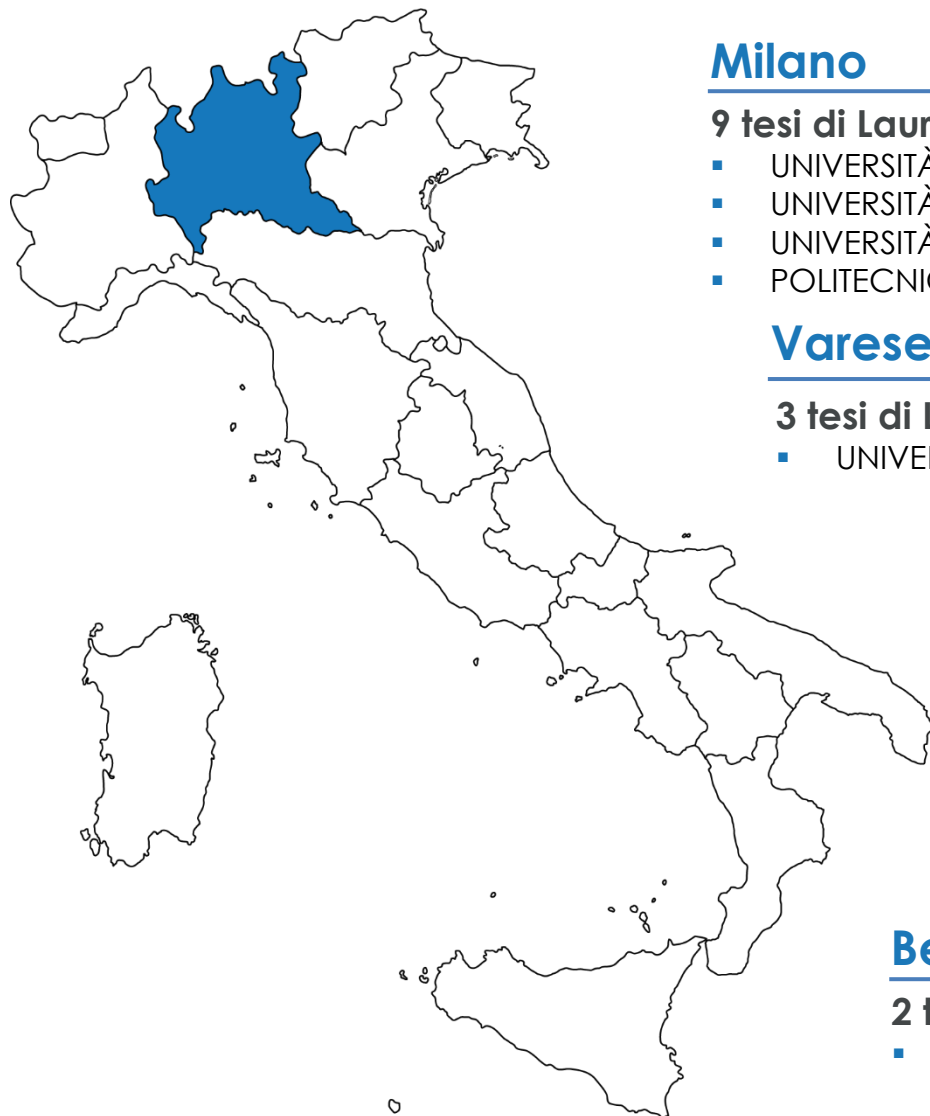 Milano
9 tesi di Laur
▪ UNIVERSITÀ
▪ UNIVERSITÀ
▪ UNIVERSITÀ
▪ POLITECNIC
Varese
3 tesi di
▪ UNIVER
Be
2 t
▪